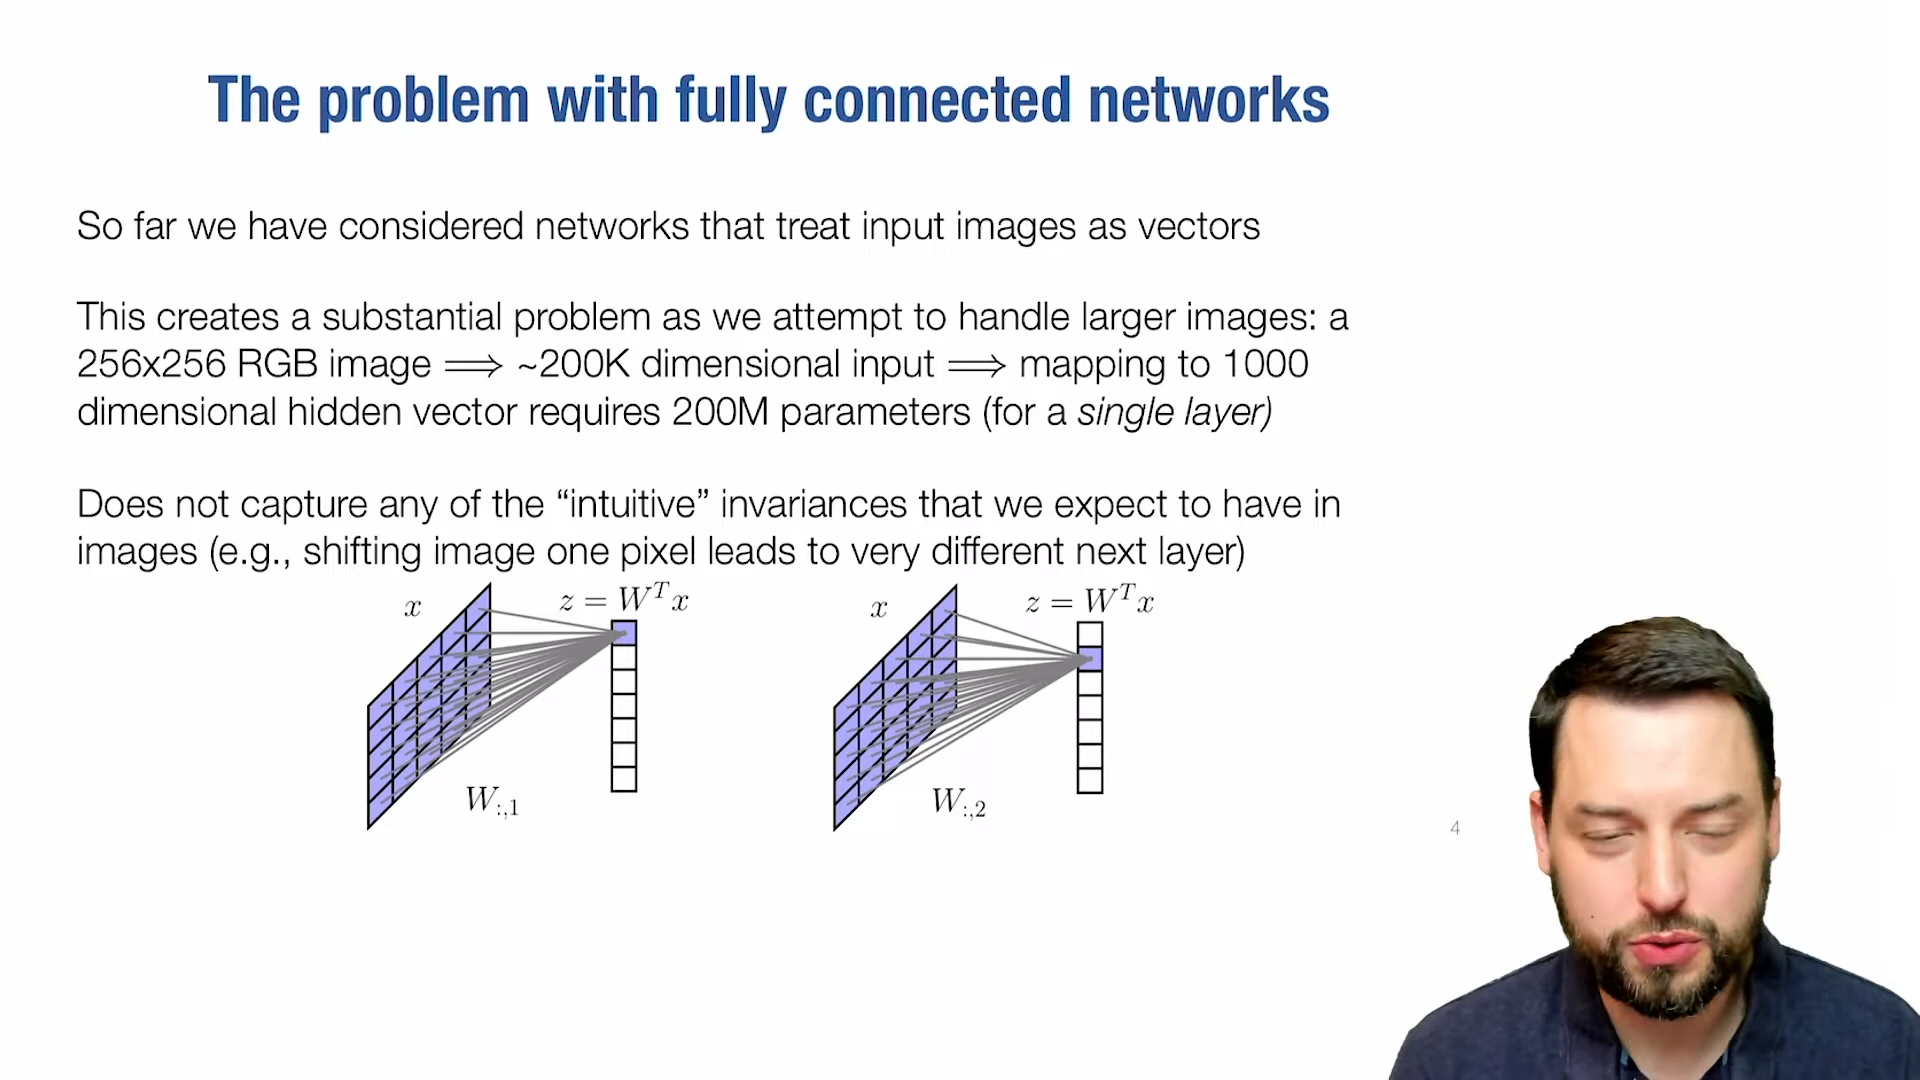 The problem with fully connected networks
So far we have considered networks that treat input images as vectors
This creates a substantial problem as we attempt to handle larger images: a
256x256 RGB image ⟹ ~200K dimensional input ⟹ mapping to 1000
dimensional hidden vector requires 200M parameters (for a single layer)
Does not capture any of the “intuitive” invariances that we expect to have in
images (e.g., shifting image one pixel leads to very different next layer)
x z = W^T x x z = W^T x
W_{:,1} W_{:,2}
4